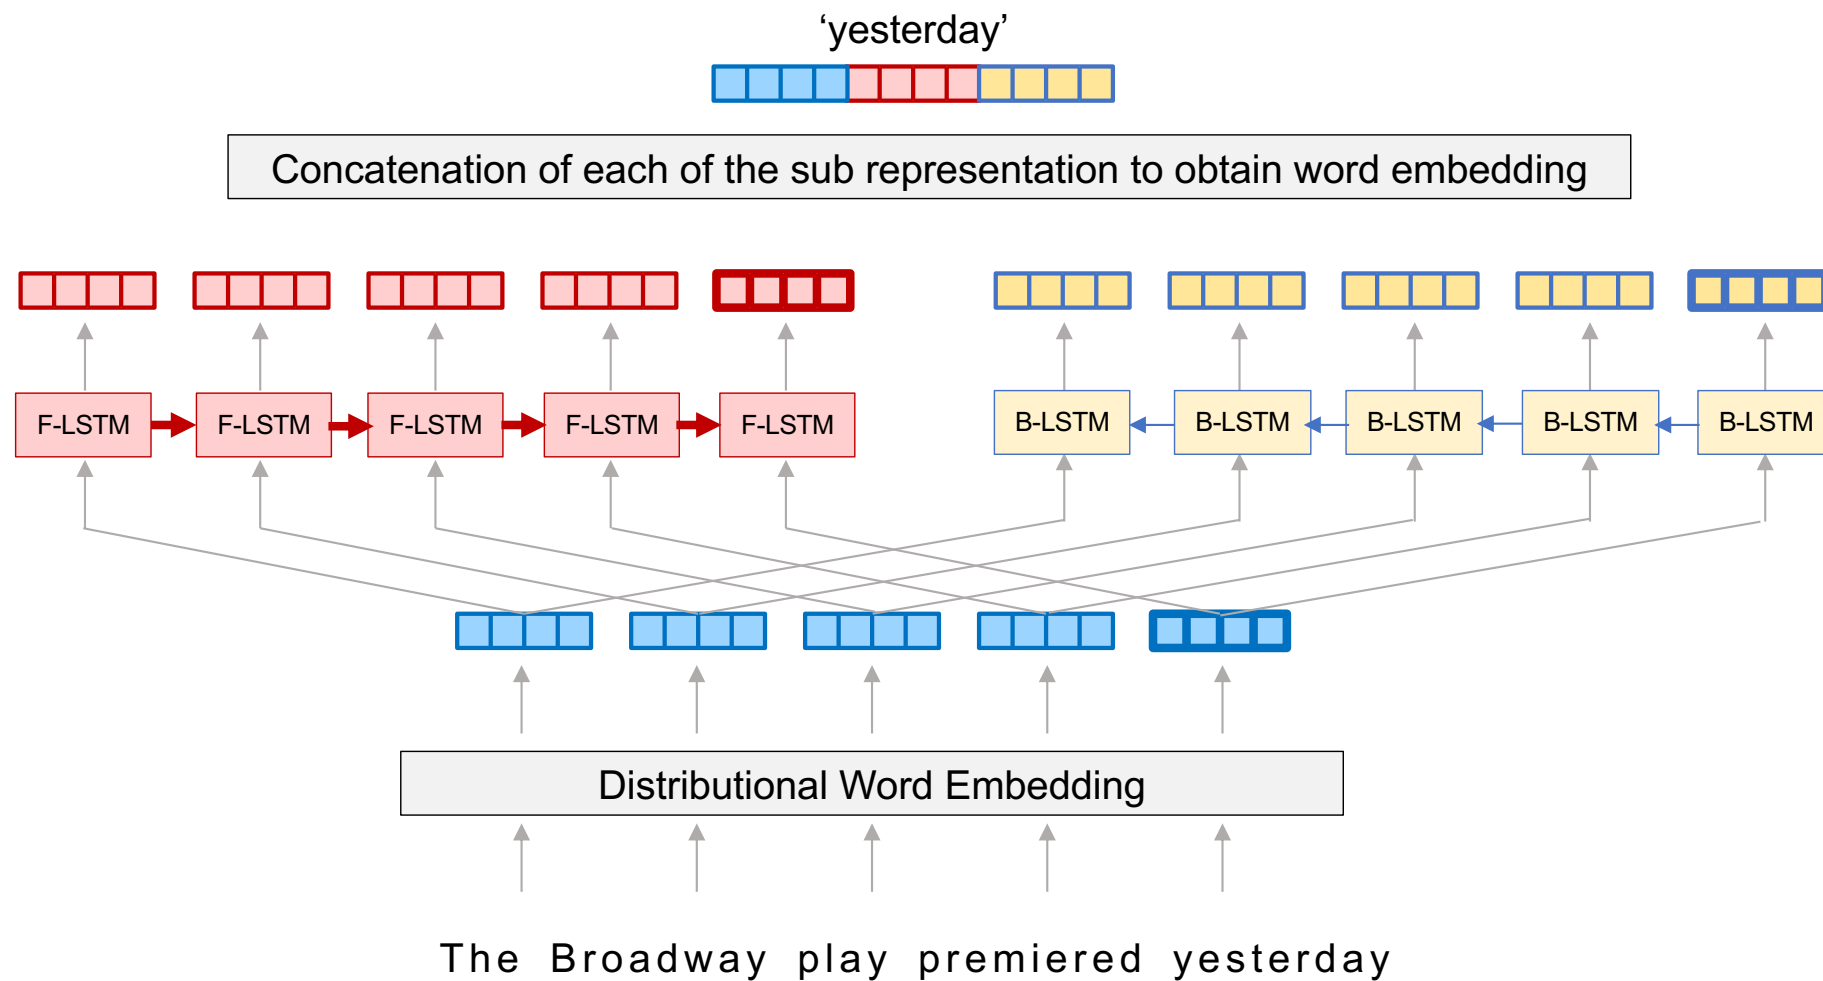 ‘yesterday’
Concatenation of each of the sub representation to obtain word embedding
F-LSTM F-LSTM F-LSTM F-LSTM F-LSTM B-LSTM B-LSTM B-LSTM B-LSTM B-LSTM
Distributional Word Embedding
The Broadway play premiered yesterday